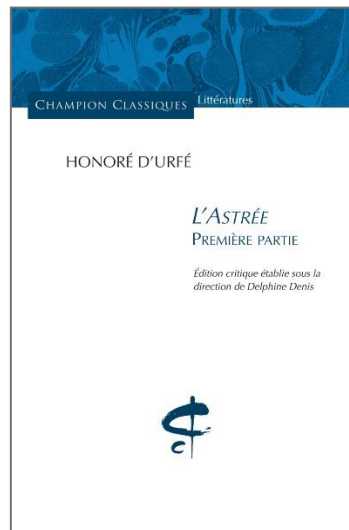 CHAMPION CLASSIQUES Littératures
HONORÉ D'URFÉ
L'ASTRÉE
PREMIÈRE PARTIE
Édition critique établie sous la
direction de Delphine Denis